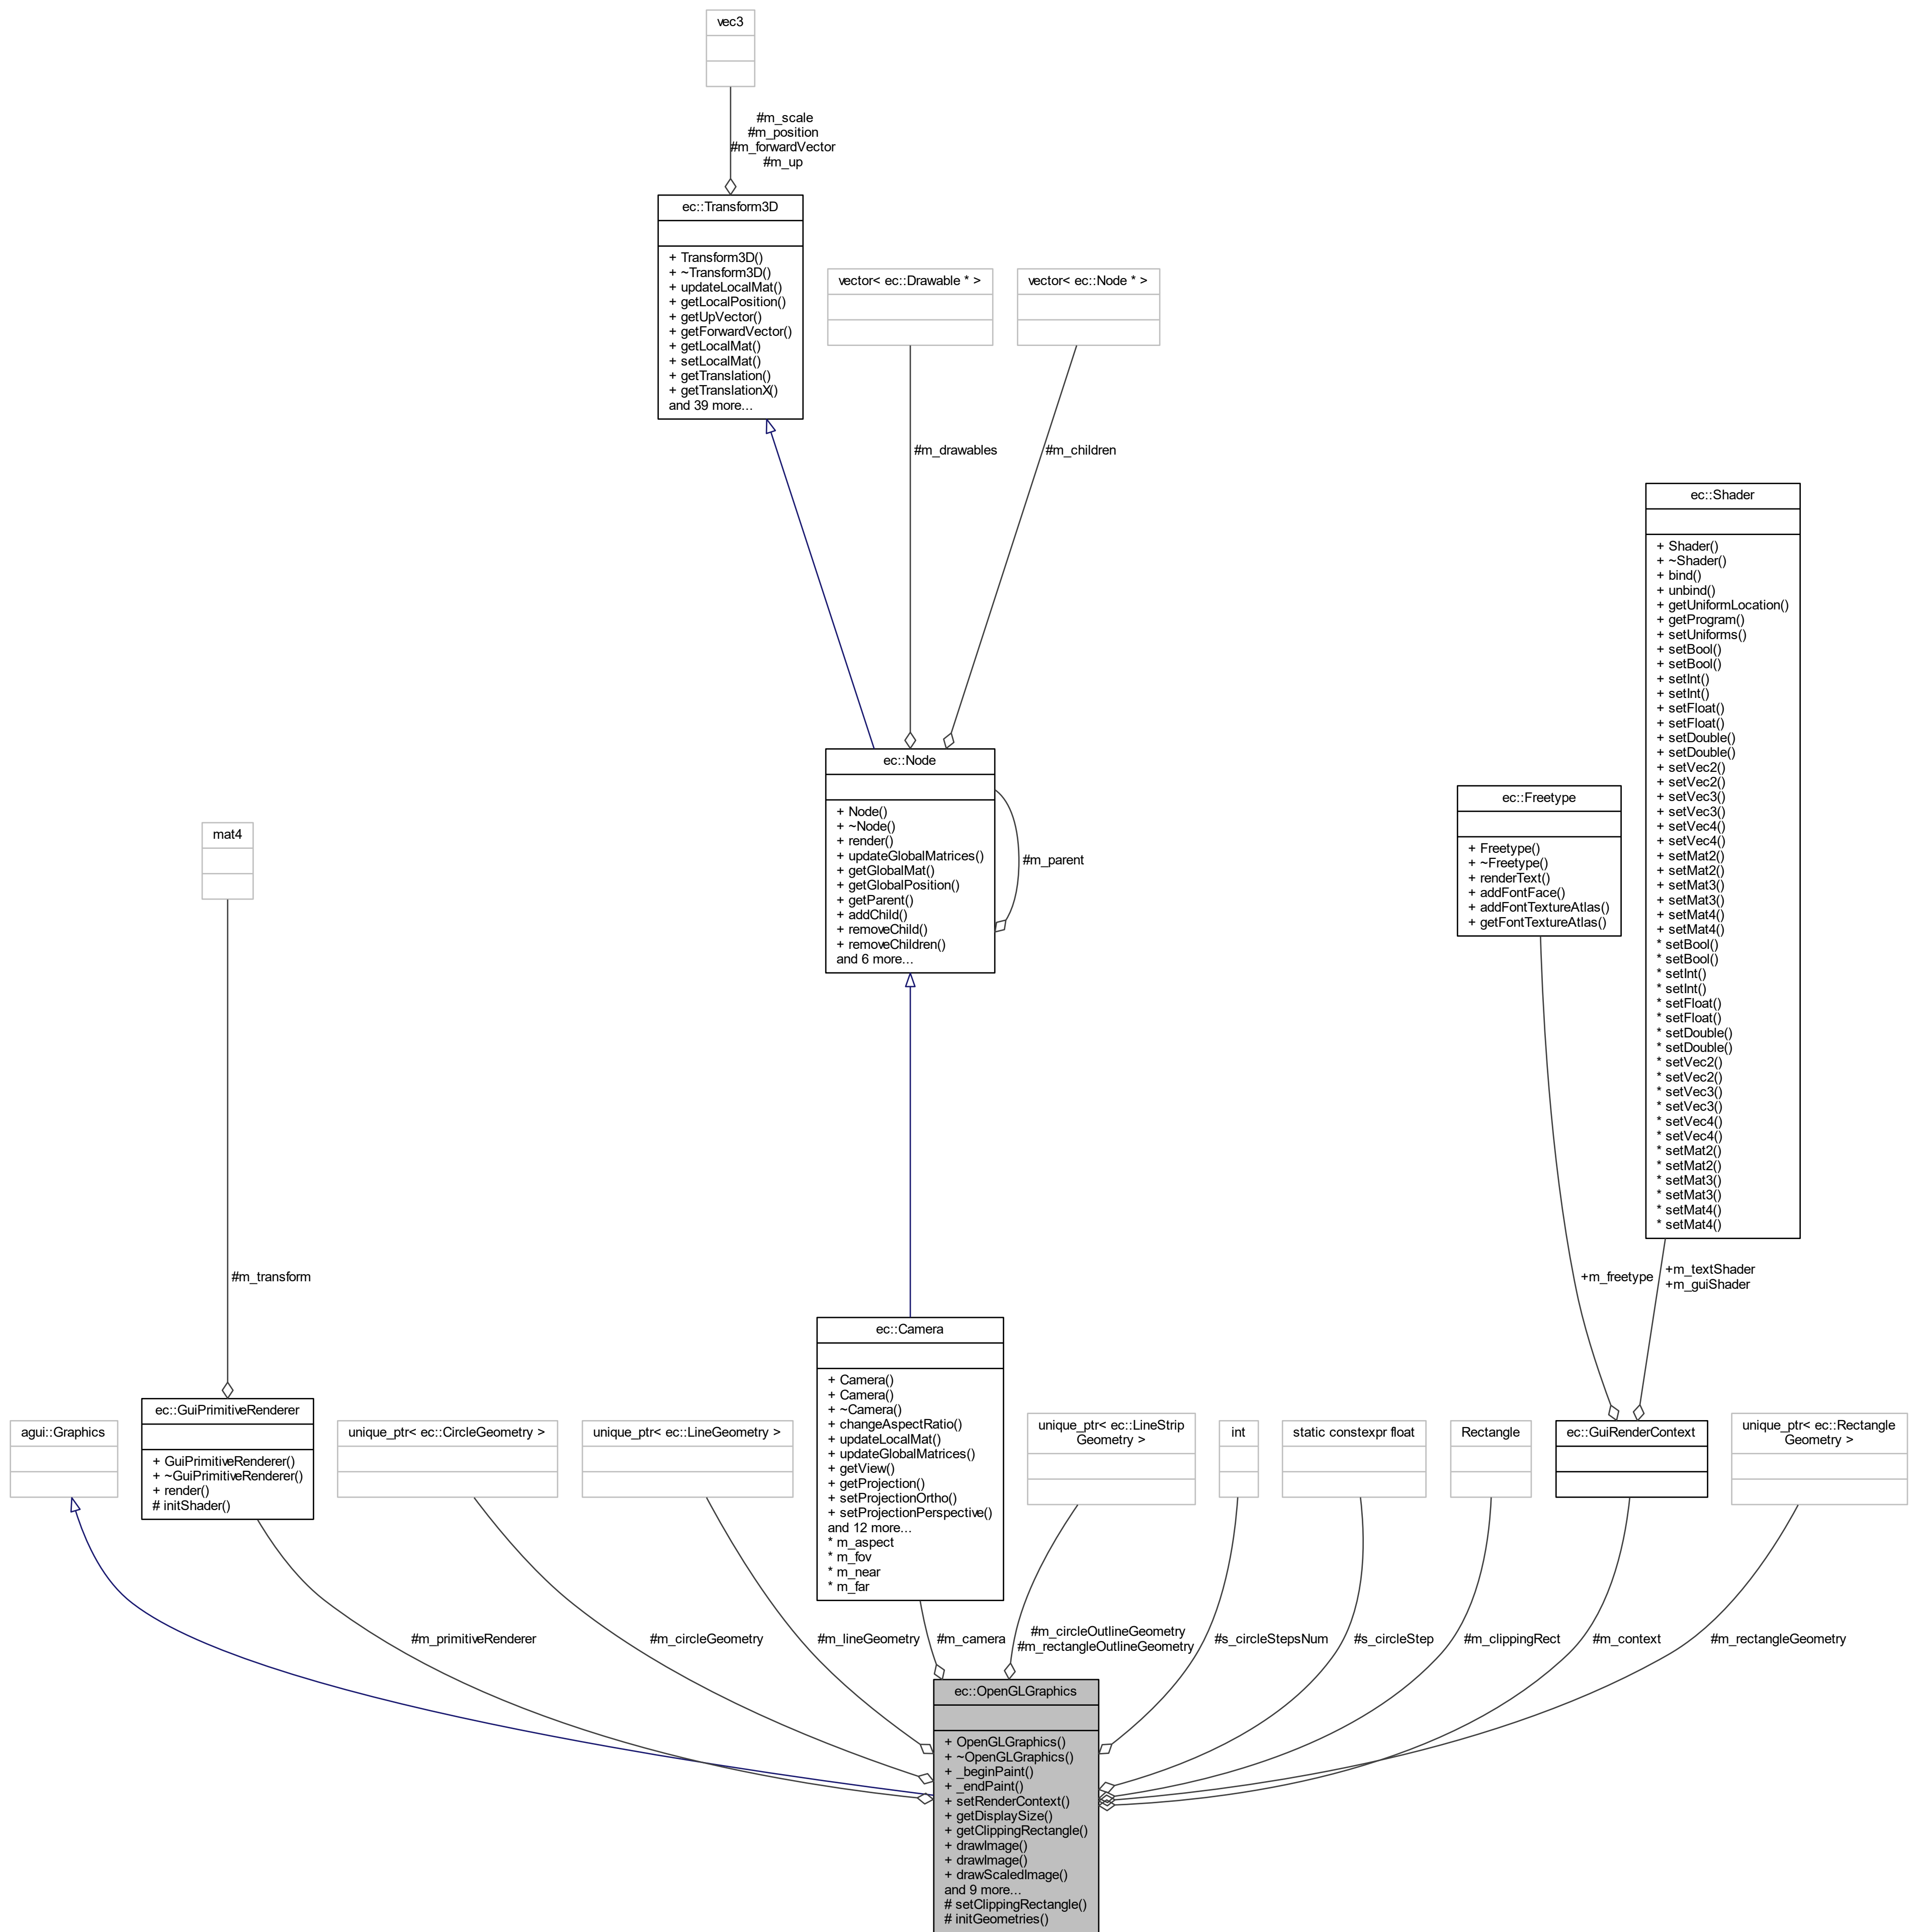 vec3
#m_scale
#m_position
#m_forwardVector
#m_up
ec::Transform3D
+ Transform3D()
+ ~Transform3D()
+ updateLocalMat()
+ getLocalPosition()
+ getUpVector()
+ getForwardVector()
+ getLocalMat()
+ setLocalMat()
+ getTranslation()
+ getTranslationX()
and 39 more...
vector< ec::Drawable * >
vector< ec::Node * >
#m_drawables
#m_children
ec::Node
+ Node()
+ ~Node()
+ render()
+ updateGlobalMatrices()
+ getGlobalMat()
+ getGlobalPosition()
+ getParent()
+ addChild()
+ removeChild()
+ removeChildren()
and 6 more...
#m_parent
ec::Shader
+ Shader()
+ ~Shader()
+ bind()
+ unbind()
+ getUniformLocation()
+ getProgram()
+ setUniforms()
+ setBool()
+ setBool()
+ setInt()
+ setInt()
+ setFloat()
+ setFloat()
+ setDouble()
+ setDouble()
+ setVec2()
+ setVec2()
+ setVec3()
+ setVec3()
+ setVec4()
+ setVec4()
+ setMat2()
+ setMat2()
+ setMat3()
+ setMat3()
+ setMat4()
+ setMat4()
* setBool()
* setBool()
* setInt()
* setInt()
* setFloat()
* setFloat()
* setDouble()
* setDouble()
* setVec2()
* setVec2()
* setVec3()
* setVec3()
* setVec4()
* setVec4()
* setMat2()
* setMat2()
* setMat3()
* setMat3()
* setMat4()
* setMat4()
ec::Freetype
+ Freetype()
+ ~Freetype()
+ renderText()
+ addFontFace()
+ addFontTextureAtlas()
+ getFontTextureAtlas()
mat4
#m_transform
+m_freetype
+m_textShader
+m_guiShader
agui::Graphics
ec::GuiPrimitiveRenderer
+ GuiPrimitiveRenderer()
+ ~GuiPrimitiveRenderer()
+ render()
# initShader()
unique_ptr< ec::CircleGeometry >
unique_ptr< ec::LineGeometry >
ec::Camera
+ Camera()
+ Camera()
+ ~Camera()
+ changeAspectRatio()
+ updateLocalMat()
+ updateGlobalMatrices()
+ getView()
+ getProjection()
+ setProjectionOrtho()
+ setProjectionPerspective()
and 12 more...
* m_aspect
* m_fov
* m_near
* m_far
unique_ptr< ec::LineStrip
Geometry >
int
static constexpr float
Rectangle
ec::GuiRenderContext
unique_ptr< ec::Rectangle
Geometry >
#m_primitiveRenderer
#m_circleGeometry
#m_lineGeometry
#m_camera
#m_circleOutlineGeometry
#m_rectangleOutlineGeometry
#s_circleStepsNum
#s_circleStep
#m_clippingRect
#m_context
#m_rectangleGeometry
ec::OpenGLGraphics
+ OpenGLGraphics()
+ ~OpenGLGraphics()
+ _beginPaint()
+ _endPaint()
+ setRenderContext()
+ getDisplaySize()
+ getClippingRectangle()
+ drawImage()
+ drawImage()
+ drawScaledImage()
and 9 more...
# setClippingRectangle()
# initGeometries()